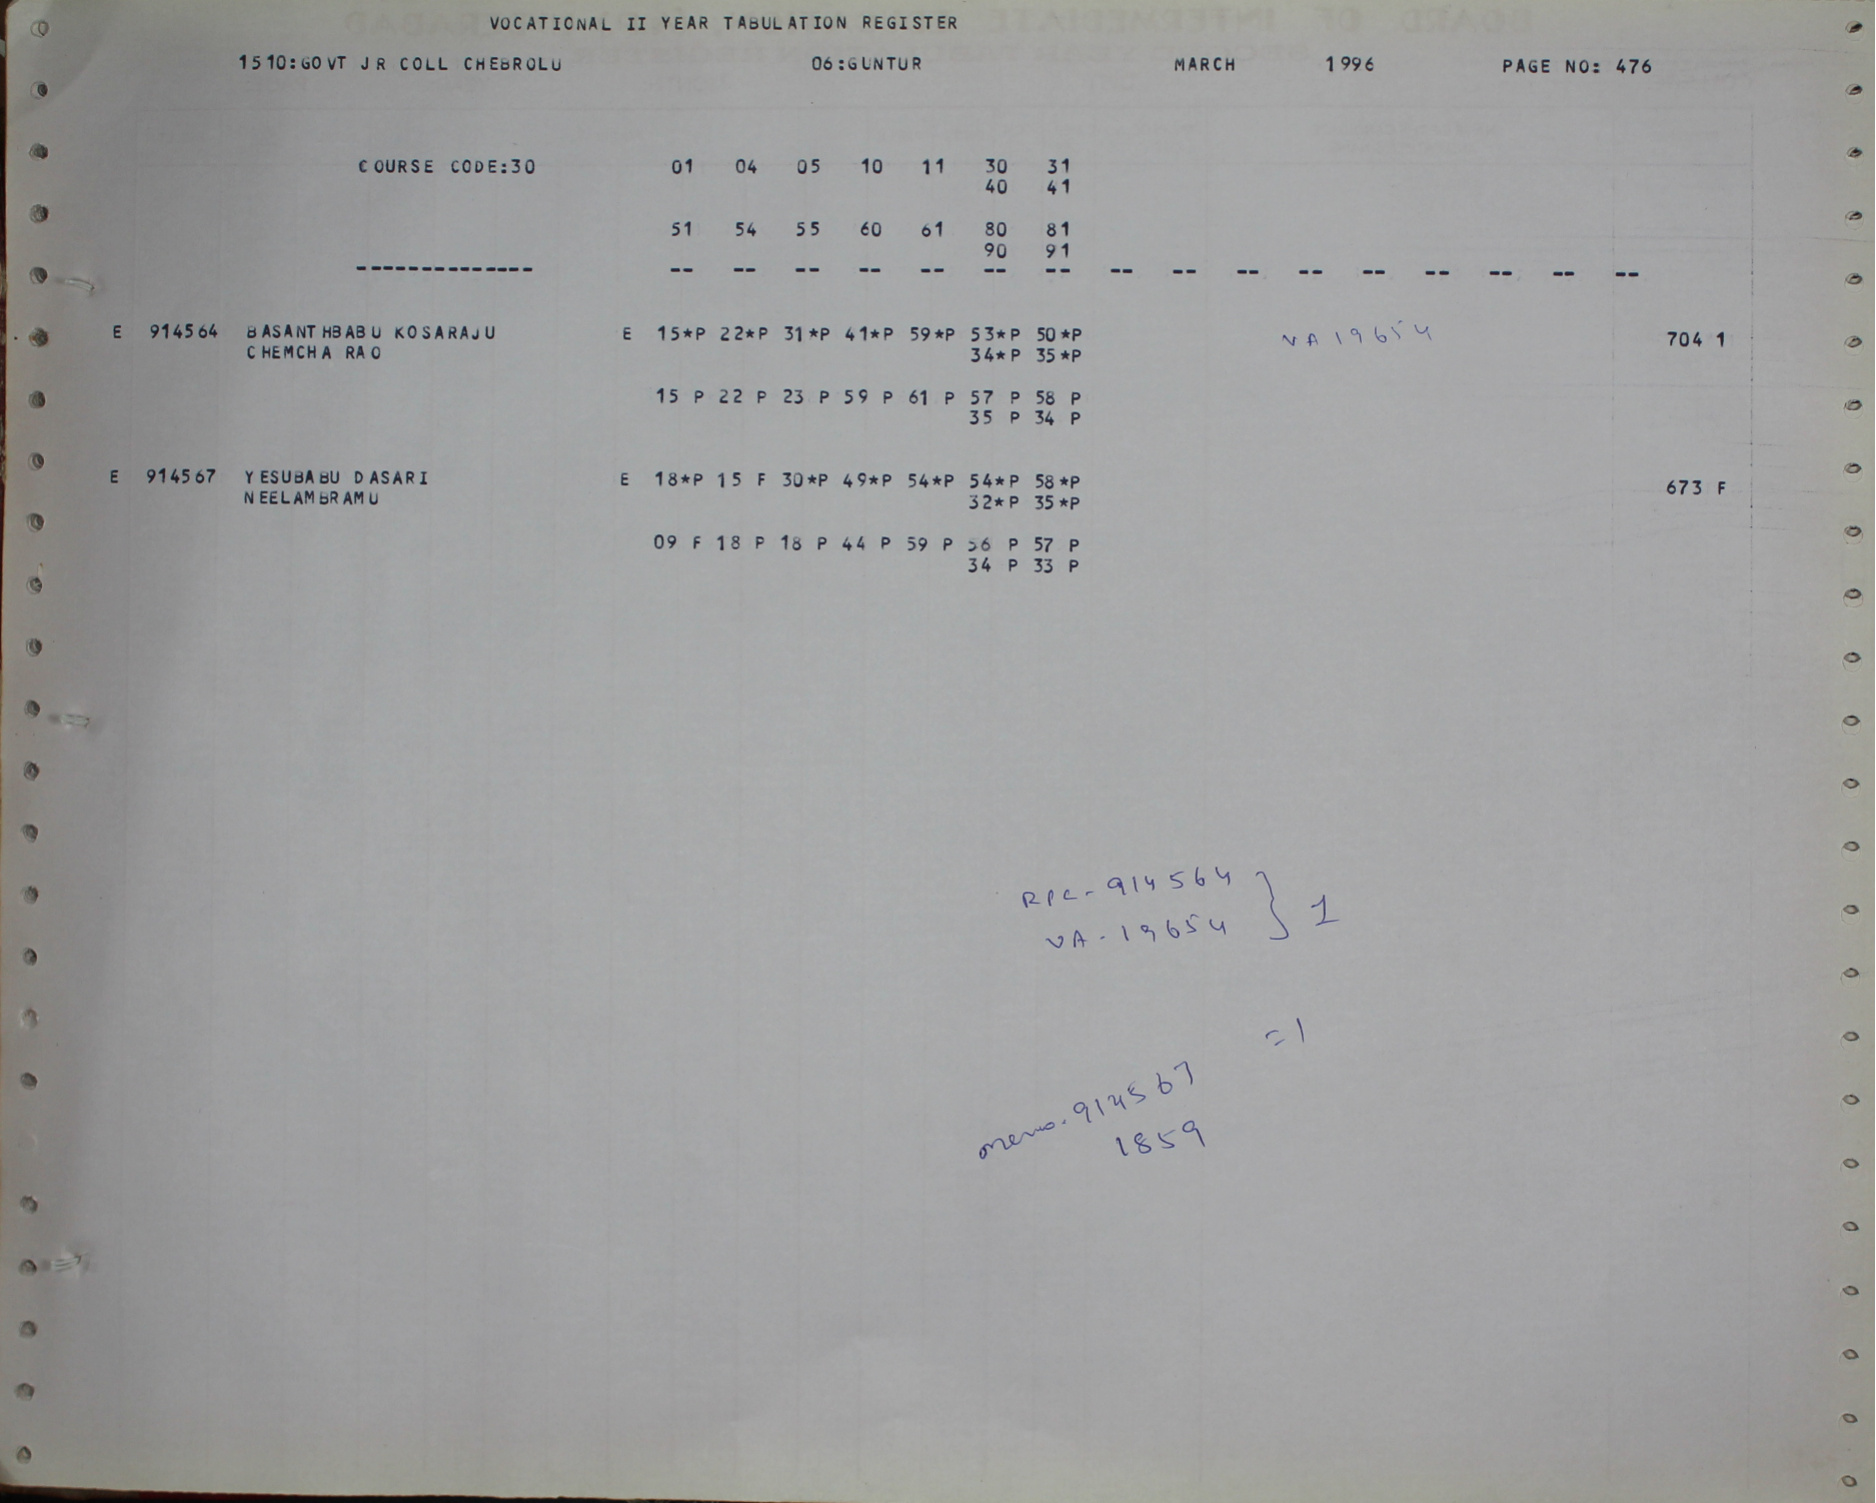 VOCATIONAL II YEAR TABULATION REGISTER
1510:GOVT JR COLL CHEBROLU 06:GUNTUR MARCH 1996 PAGE NO: 476
COURSE CODE:30 01 04 05 10 11 30 31
40 41
51 54 55 60 61 80 81
90 91
-------------- -- -- -- -- -- -- -- -- -- -- -- -- -- -- -- --
E 914564 BASANTHBABU KOSARAJU E 15*P 22*P 31*P 41*P 59*P 53*P 50*P VA 19654 704 1
CHEMCHA RAO 34*P 35*P
15 P 22 P 23 P 59 P 61 P 57 P 58 P
35 P 34 P
E 914567 YESUBABU DASARI E 18*P 15 F 30*P 49*P 54*P 54*P 58*P 673 F
NEELAMBRAMU 32*P 35*P
09 F 18 P 18 P 44 P 59 P 56 P 57 P
34 P 33 P
RPC - 914564
VA - 19654 } 1
= 1
memo. 914567
1859